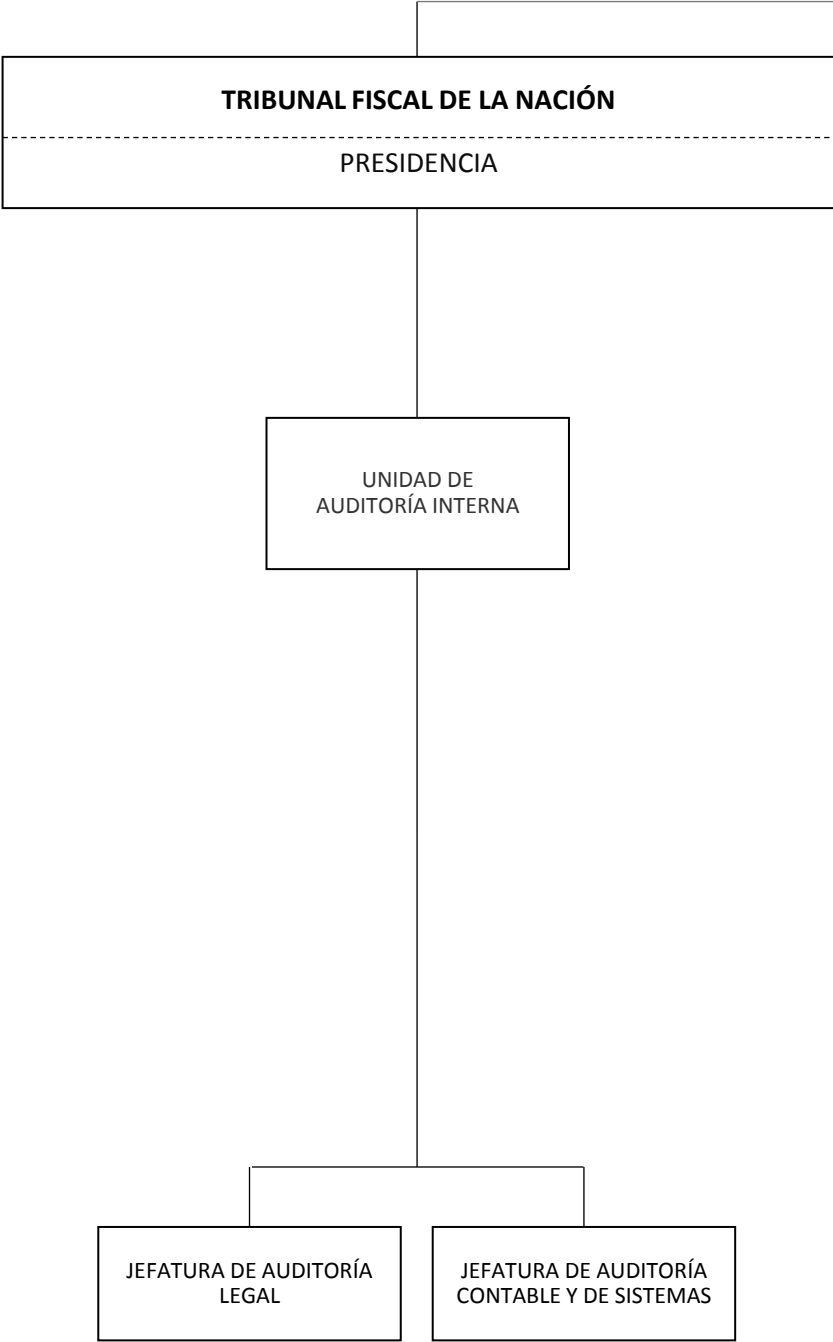 TRIBUNAL FISCAL DE LA NACIÓN
PRESIDENCIA
UNIDAD DE
AUDITORÍA INTERNA
JEFATURA DE AUDITORÍA
LEGAL
JEFATURA DE AUDITORÍA
CONTABLE Y DE SISTEMAS